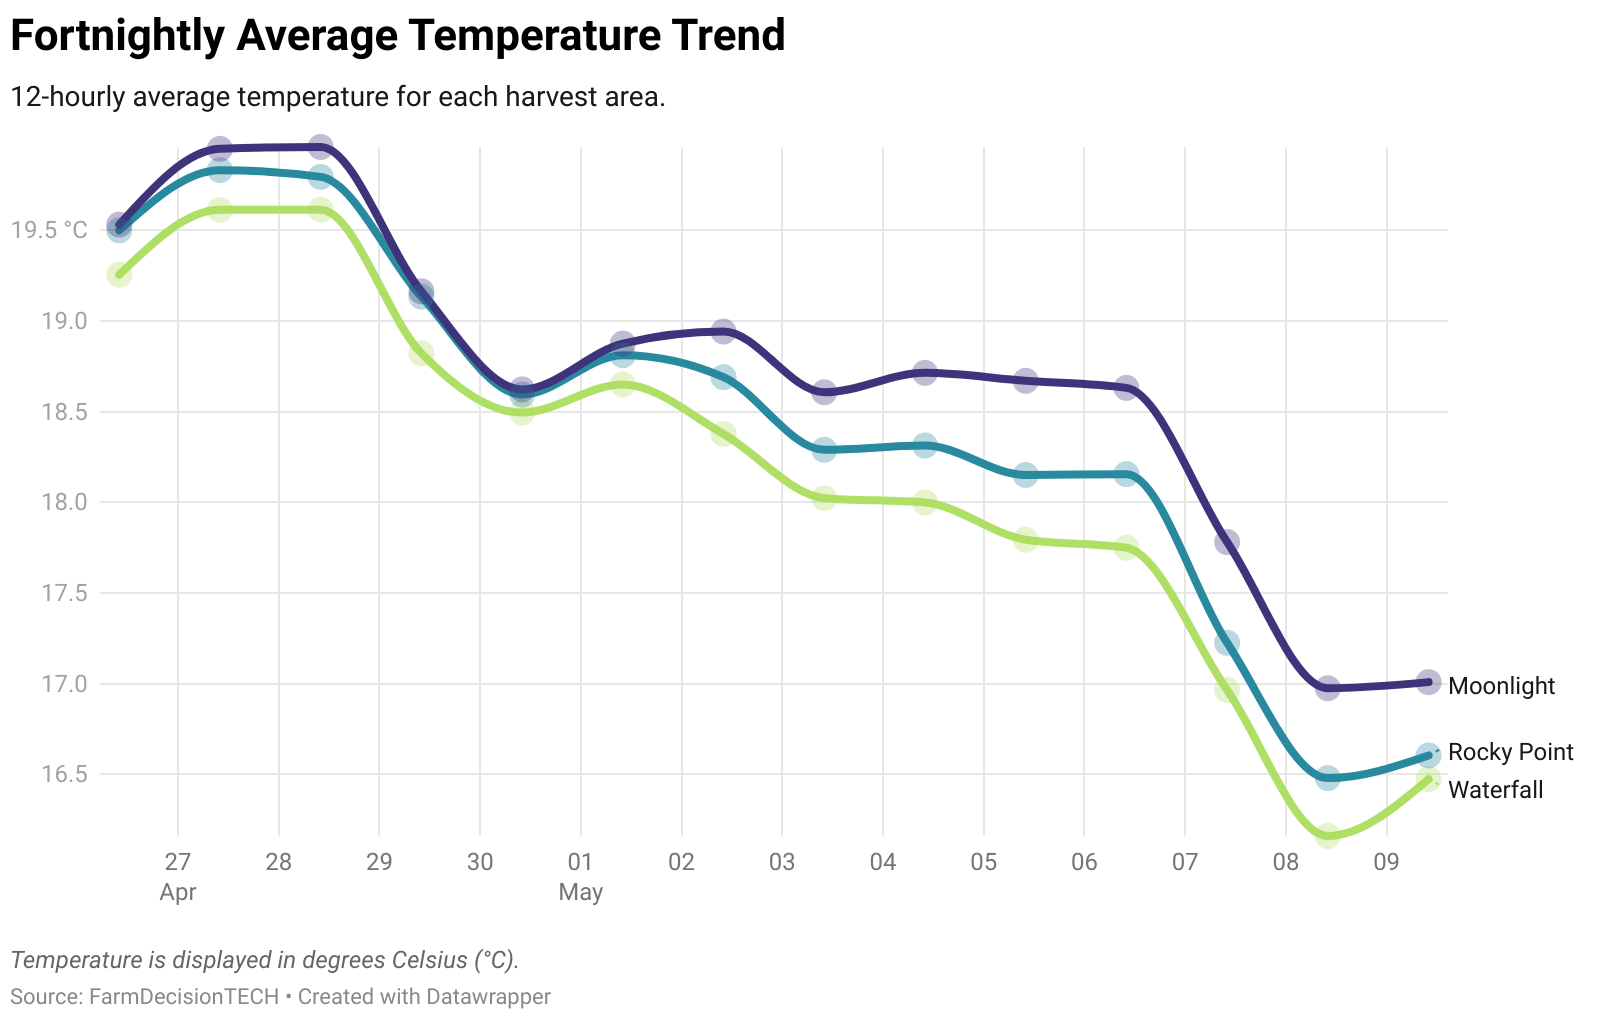 Fortnightly Average Temperature Trend
12-hourly average temperature for each harvest area.
19.5 °C
19.0
18.5
18.0
17.5
17.0
16.5
Moonlight
Rocky Point
Waterfall
27 28 29 30 01 02 03 04 05 06 07 08 09
Apr May
Temperature is displayed in degrees Celsius (°C).
Source: FarmDecisionTECH • Created with Datawrapper